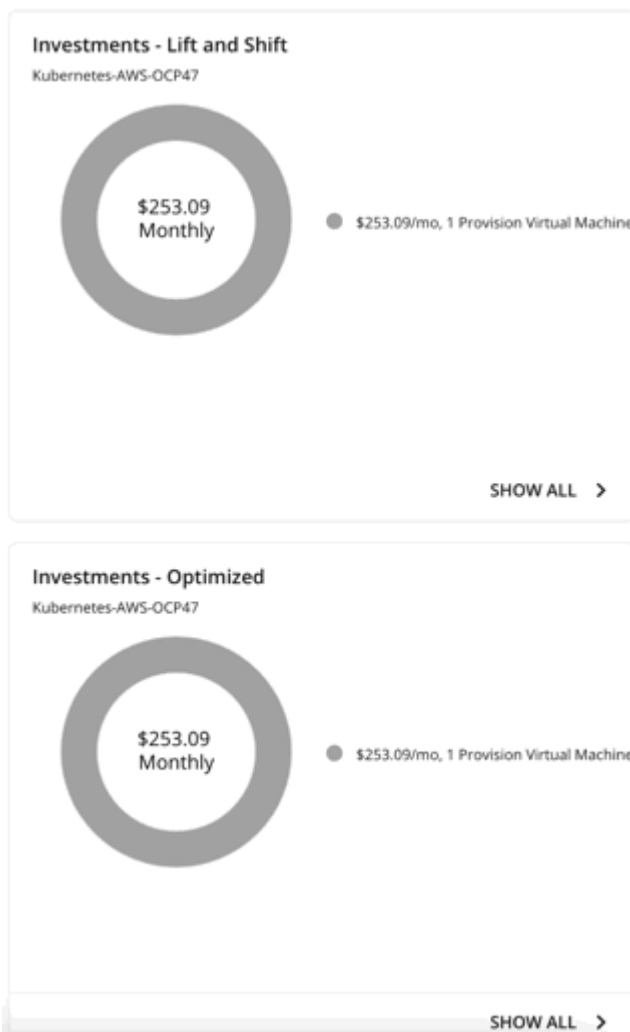 Investments - Lift and Shift
Kubernetes-AWS-OCP47
$253.09
Monthly
$253.09/mo, 1 Provision Virtual Machine
SHOW ALL
Investments - Optimized
Kubernetes-AWS-OCP47
$253.09
Monthly
$253.09/mo, 1 Provision Virtual Machine
SHOW ALL